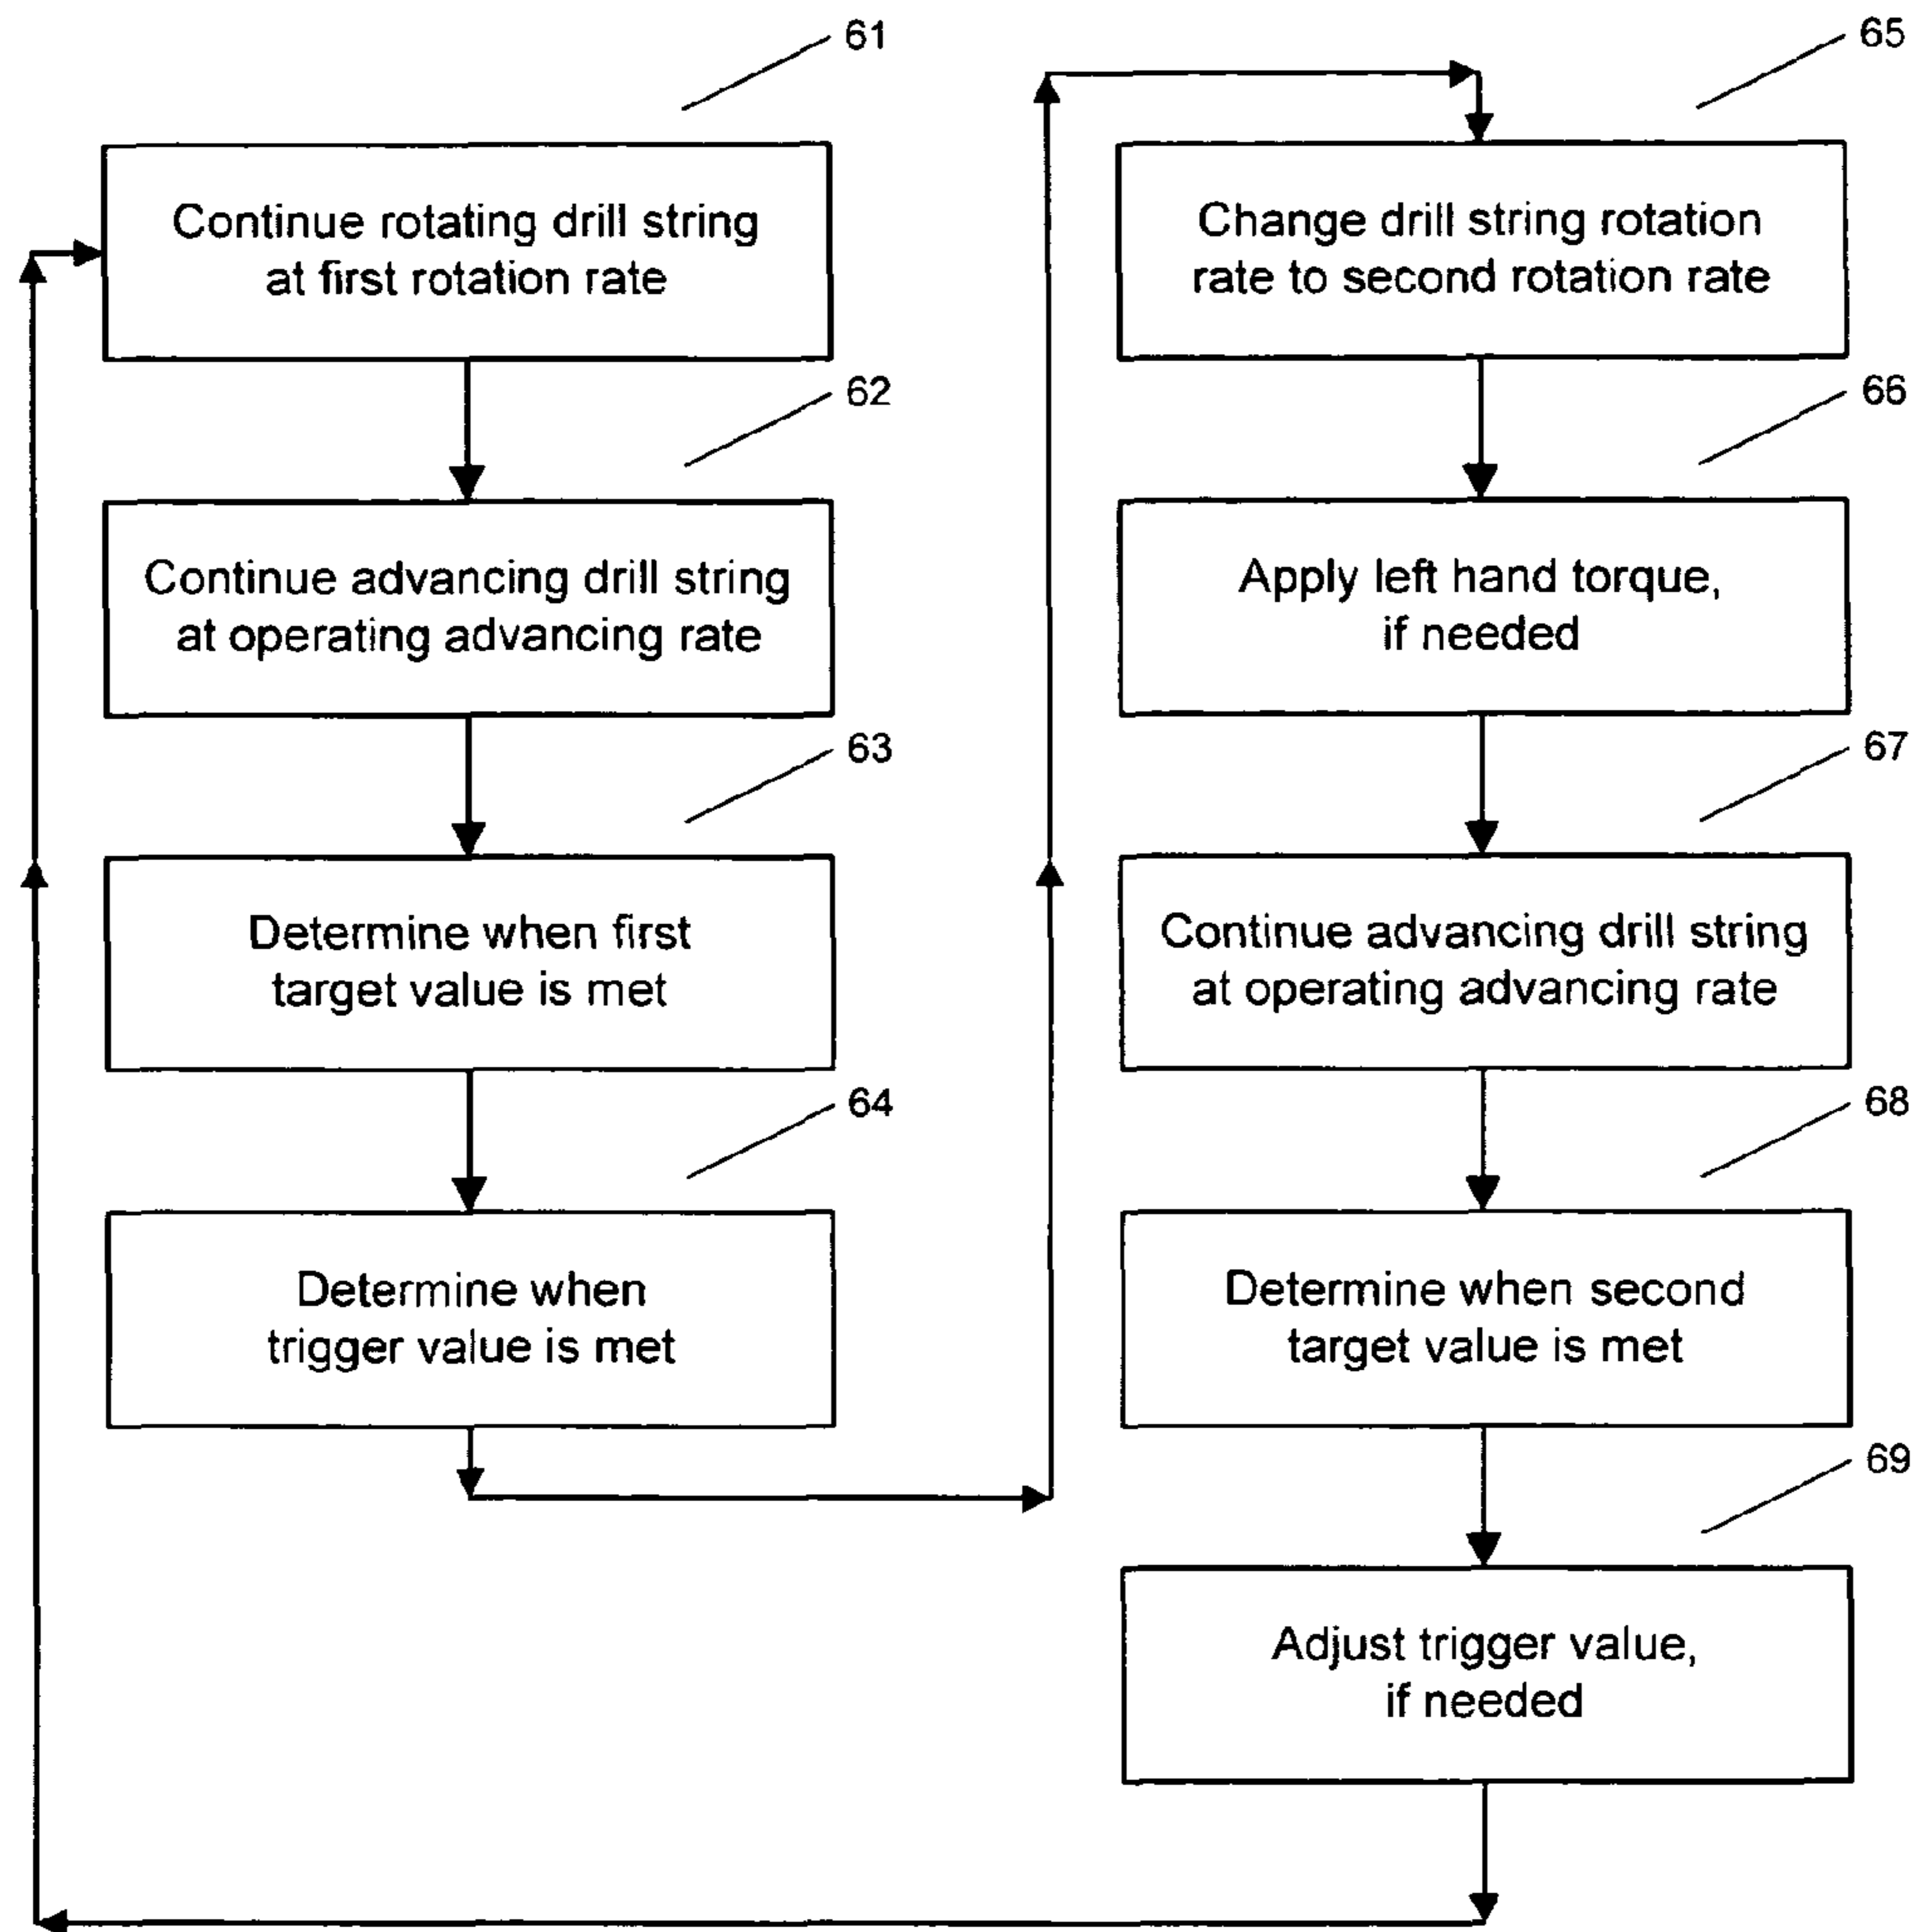 61
Continue rotating drill string
at first rotation rate
62
Continue advancing drill string
at operating advancing rate
63
Determine when first
target value is met
64
Determine when
trigger value is met
65
Change drill string rotation
rate to second rotation rate
66
Apply left hand torque,
if needed
67
Continue advancing drill string
at operating advancing rate
68
Determine when second
target value is met
69
Adjust trigger value,
if needed